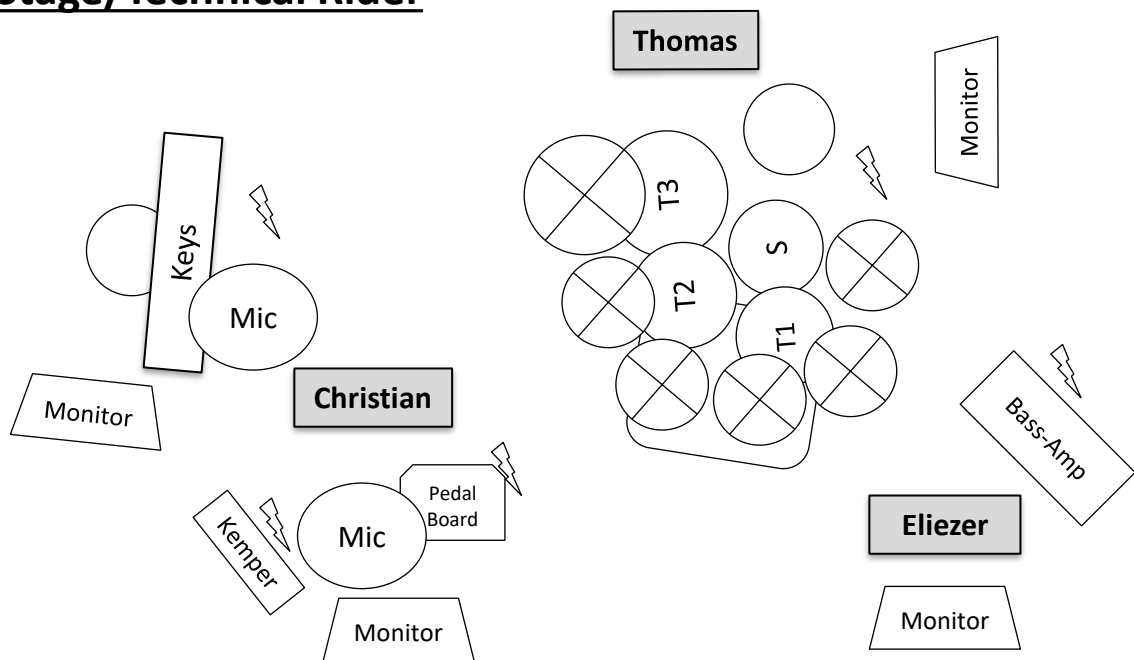 Stage/Technical Rider
Thomas
Monitor
T3
Keys
S
T2
Mic
T1
Monitor
Christian
Bass-Amp
Pedal
Board
Kemper
Mic
Eliezer
Monitor
Monitor